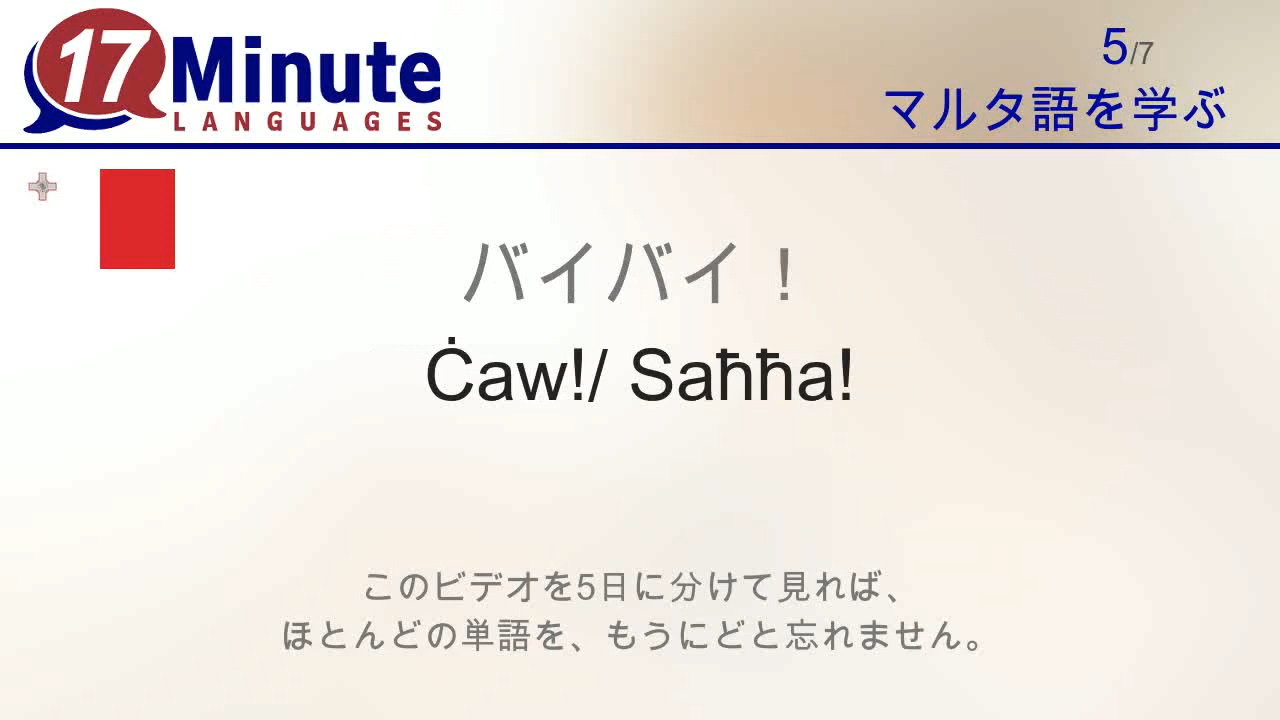 17 Minute
LANGUAGES
5/7
マルタ語を学ぶ
バイバイ！
Ċaw!/ Saħħa!
このビデオを5日に分けて見れば、
ほとんどの単語を、もうにどと忘れません。